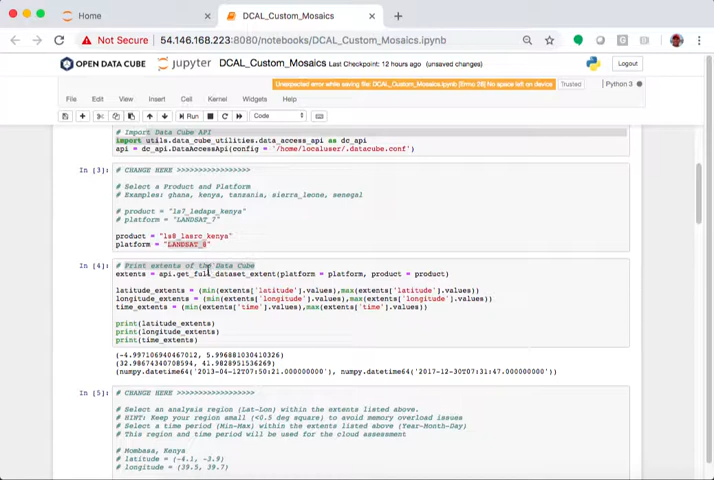 Home
DCAL_Custom_Mosaics
Not Secure
54.146.168.223:8080/notebooks/DCAL_Custom_Mosaics.ipynb
OPEN DATA CUBE
jupyter
DCAL_Custom_Mosaics
Last Checkpoint: 12 hours ago (unsaved changes)
Logout
Unexpected error while saving file: DCAL_Custom_Mosaics.ipynb [Errno 28] No space left on device
Trusted
Python 3
File
Edit
View
Insert
Cell
Kernel
Widgets
Help
Run
Code
# Import Data Cube API
import utils.data_cube_utilities.data_access_api as dc_api
api = dc_api.DataAccessApi(config = '/home/localuser/.datacube.conf')
In [3]:
# CHANGE HERE >>>>>>>>>>>>>>>>>
# Select a Product and Platform
# Examples: ghana, kenya, tanzania, sierra_leone, senegal
# product = "ls7_ledaps_kenya"
# platform = "LANDSAT_7"
product = "ls8_lasrc_kenya"
platform = "LANDSAT_8"
In [4]:
# Print extents of the Data Cube
extents = api.get_full_dataset_extent(platform = platform, product = product)
latitude_extents = (min(extents['latitude'].values),max(extents['latitude'].values))
longitude_extents = (min(extents['longitude'].values),max(extents['longitude'].values))
time_extents = (min(extents['time'].values),max(extents['time'].values))
print(latitude_extents)
print(longitude_extents)
print(time_extents)
(-4.997106940467012, 5.996881030410326)
(32.98674340708594, 41.9828951536269)
(numpy.datetime64('2013-04-12T07:50:21.000000000'), numpy.datetime64('2017-12-30T07:31:47.000000000'))
In [5]:
# CHANGE HERE >>>>>>>>>>>>>>>>>>
# Select an analysis region (Lat-Lon) within the extents listed above.
# HINT: Keep your region small (<0.5 deg square) to avoid memory overload issues
# Select a time period (Min-Max) within the extents listed above (Year-Month-Day)
# This region and time period will be used for the cloud assessment
# Mombasa, Kenya
# latitude = (-4.1, -3.9)
# longitude = (39.5, 39.7)